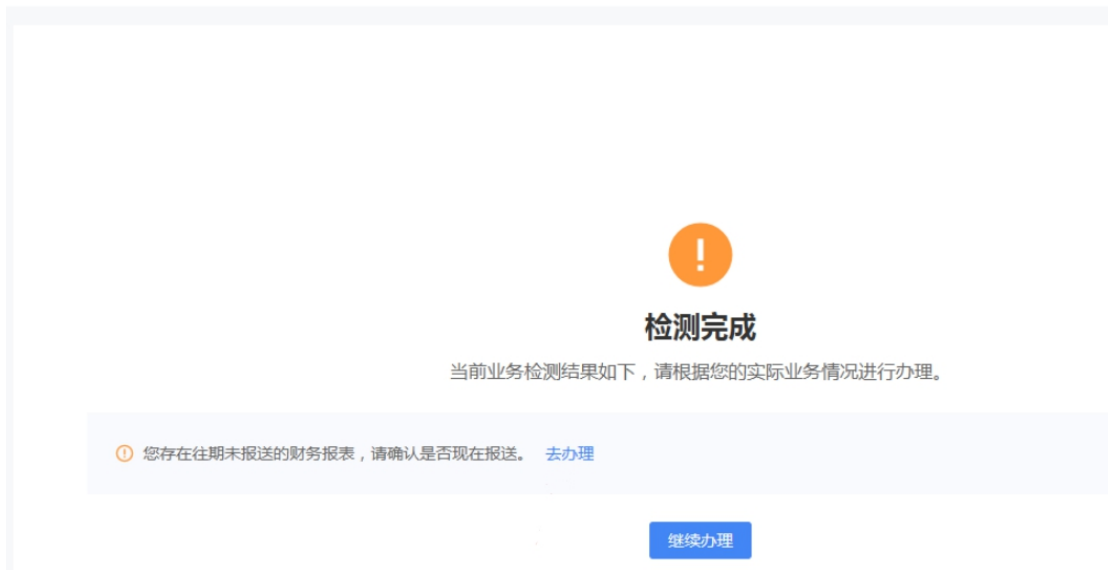 检测完成
当前业务检测结果如下，请根据您的实际业务情况进行办理。
您存在往期未报送的财务报表，请确认是否现在报送。 去办理
继续办理